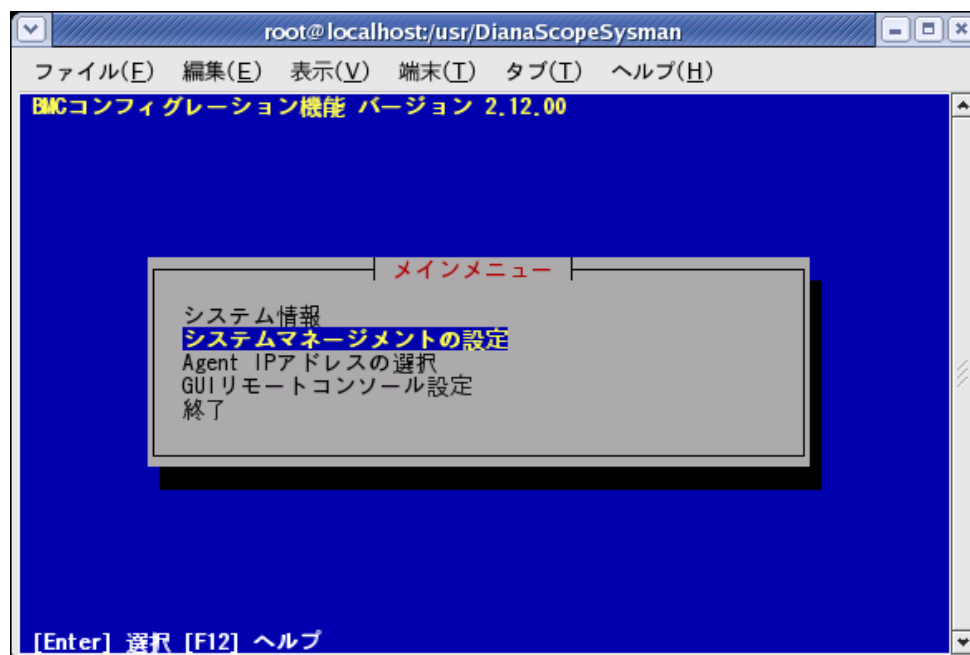 root@localhost:/usr/DianaScopeSysman
ファイル(F) 編集(E) 表示(V) 端末(T) タブ(T) ヘルプ(H)
BMCコンフィグレーション機能 バージョン 2.12.00
メインメニュー
システム情報
システムマネージメントの設定
Agent IPアドレスの選択
GUIリモートコンソール設定
終了
[Enter] 選択 [F12] ヘルプ